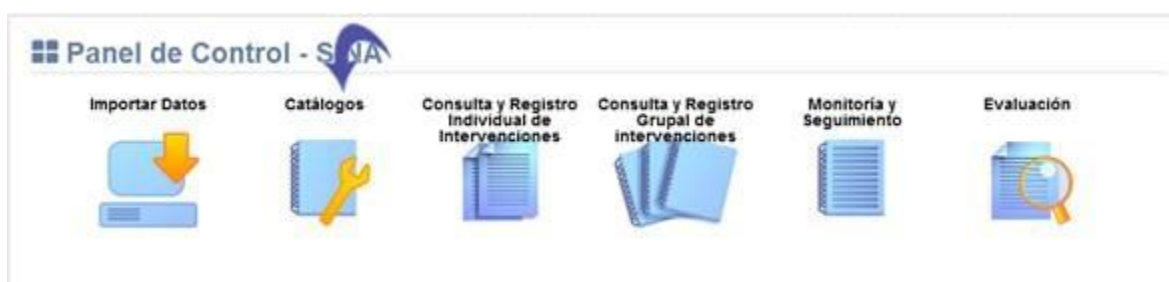 Panel de Control - SINA
Importar Datos
Catálogos
Consulta y Registro
Individual de
Intervenciones
Consulta y Registro
Grupal de
intervenciones
Monitoría y
Seguimiento
Evaluación